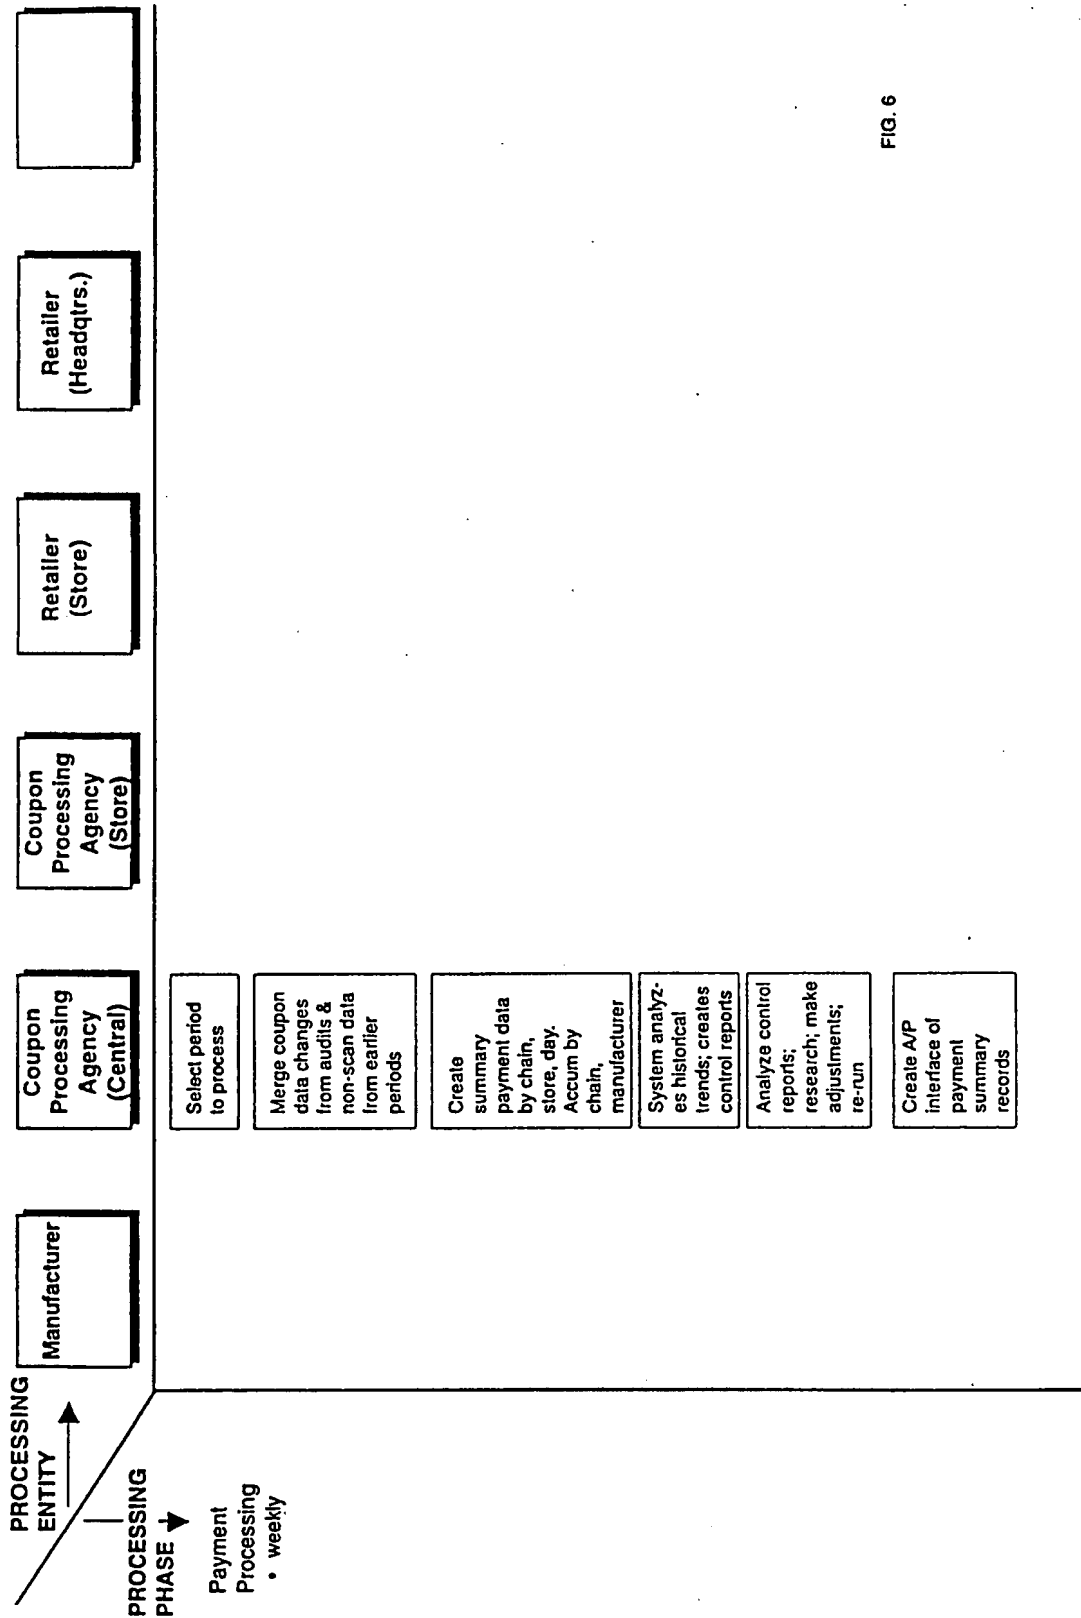 PROCESSING
ENTITY
PROCESSING
PHASE
Payment
Processing
• weekly
Manufacturer
Coupon
Processing
Agency
(Central)
Coupon
Processing
Agency
(Store)
Retailer
(Store)
Retailer
(Headqtrs.)
Select period
to process
Merge coupon
data changes
from audits &
non-scan data
from earlier
periods
Create
summary
payment data
by chain,
store, day.
Accum by
chain,
manufacturer
System analyz-
es historical
trends; creates
control reports
Analyze control
reports;
research; make
adjustments;
re-run
Create A/P
interface of
payment
summary
records
FIG. 6